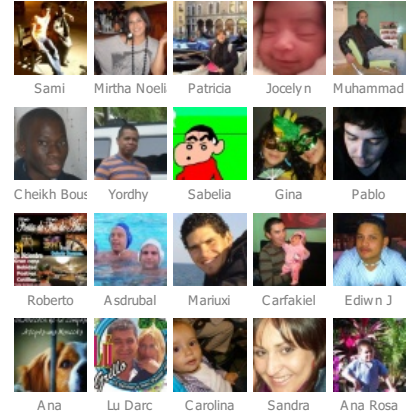 Sami
Mirtha Noeli
Patricia
Jocelyn
Muhammad
Cheikh Bous
Yordhy
Sabelia
Gina
Pablo
Roberto
Asdrubal
Mariuxi
Carfakiel
Ediwn J
Ana
Lu Darc
Carolina
Sandra
Ana Rosa